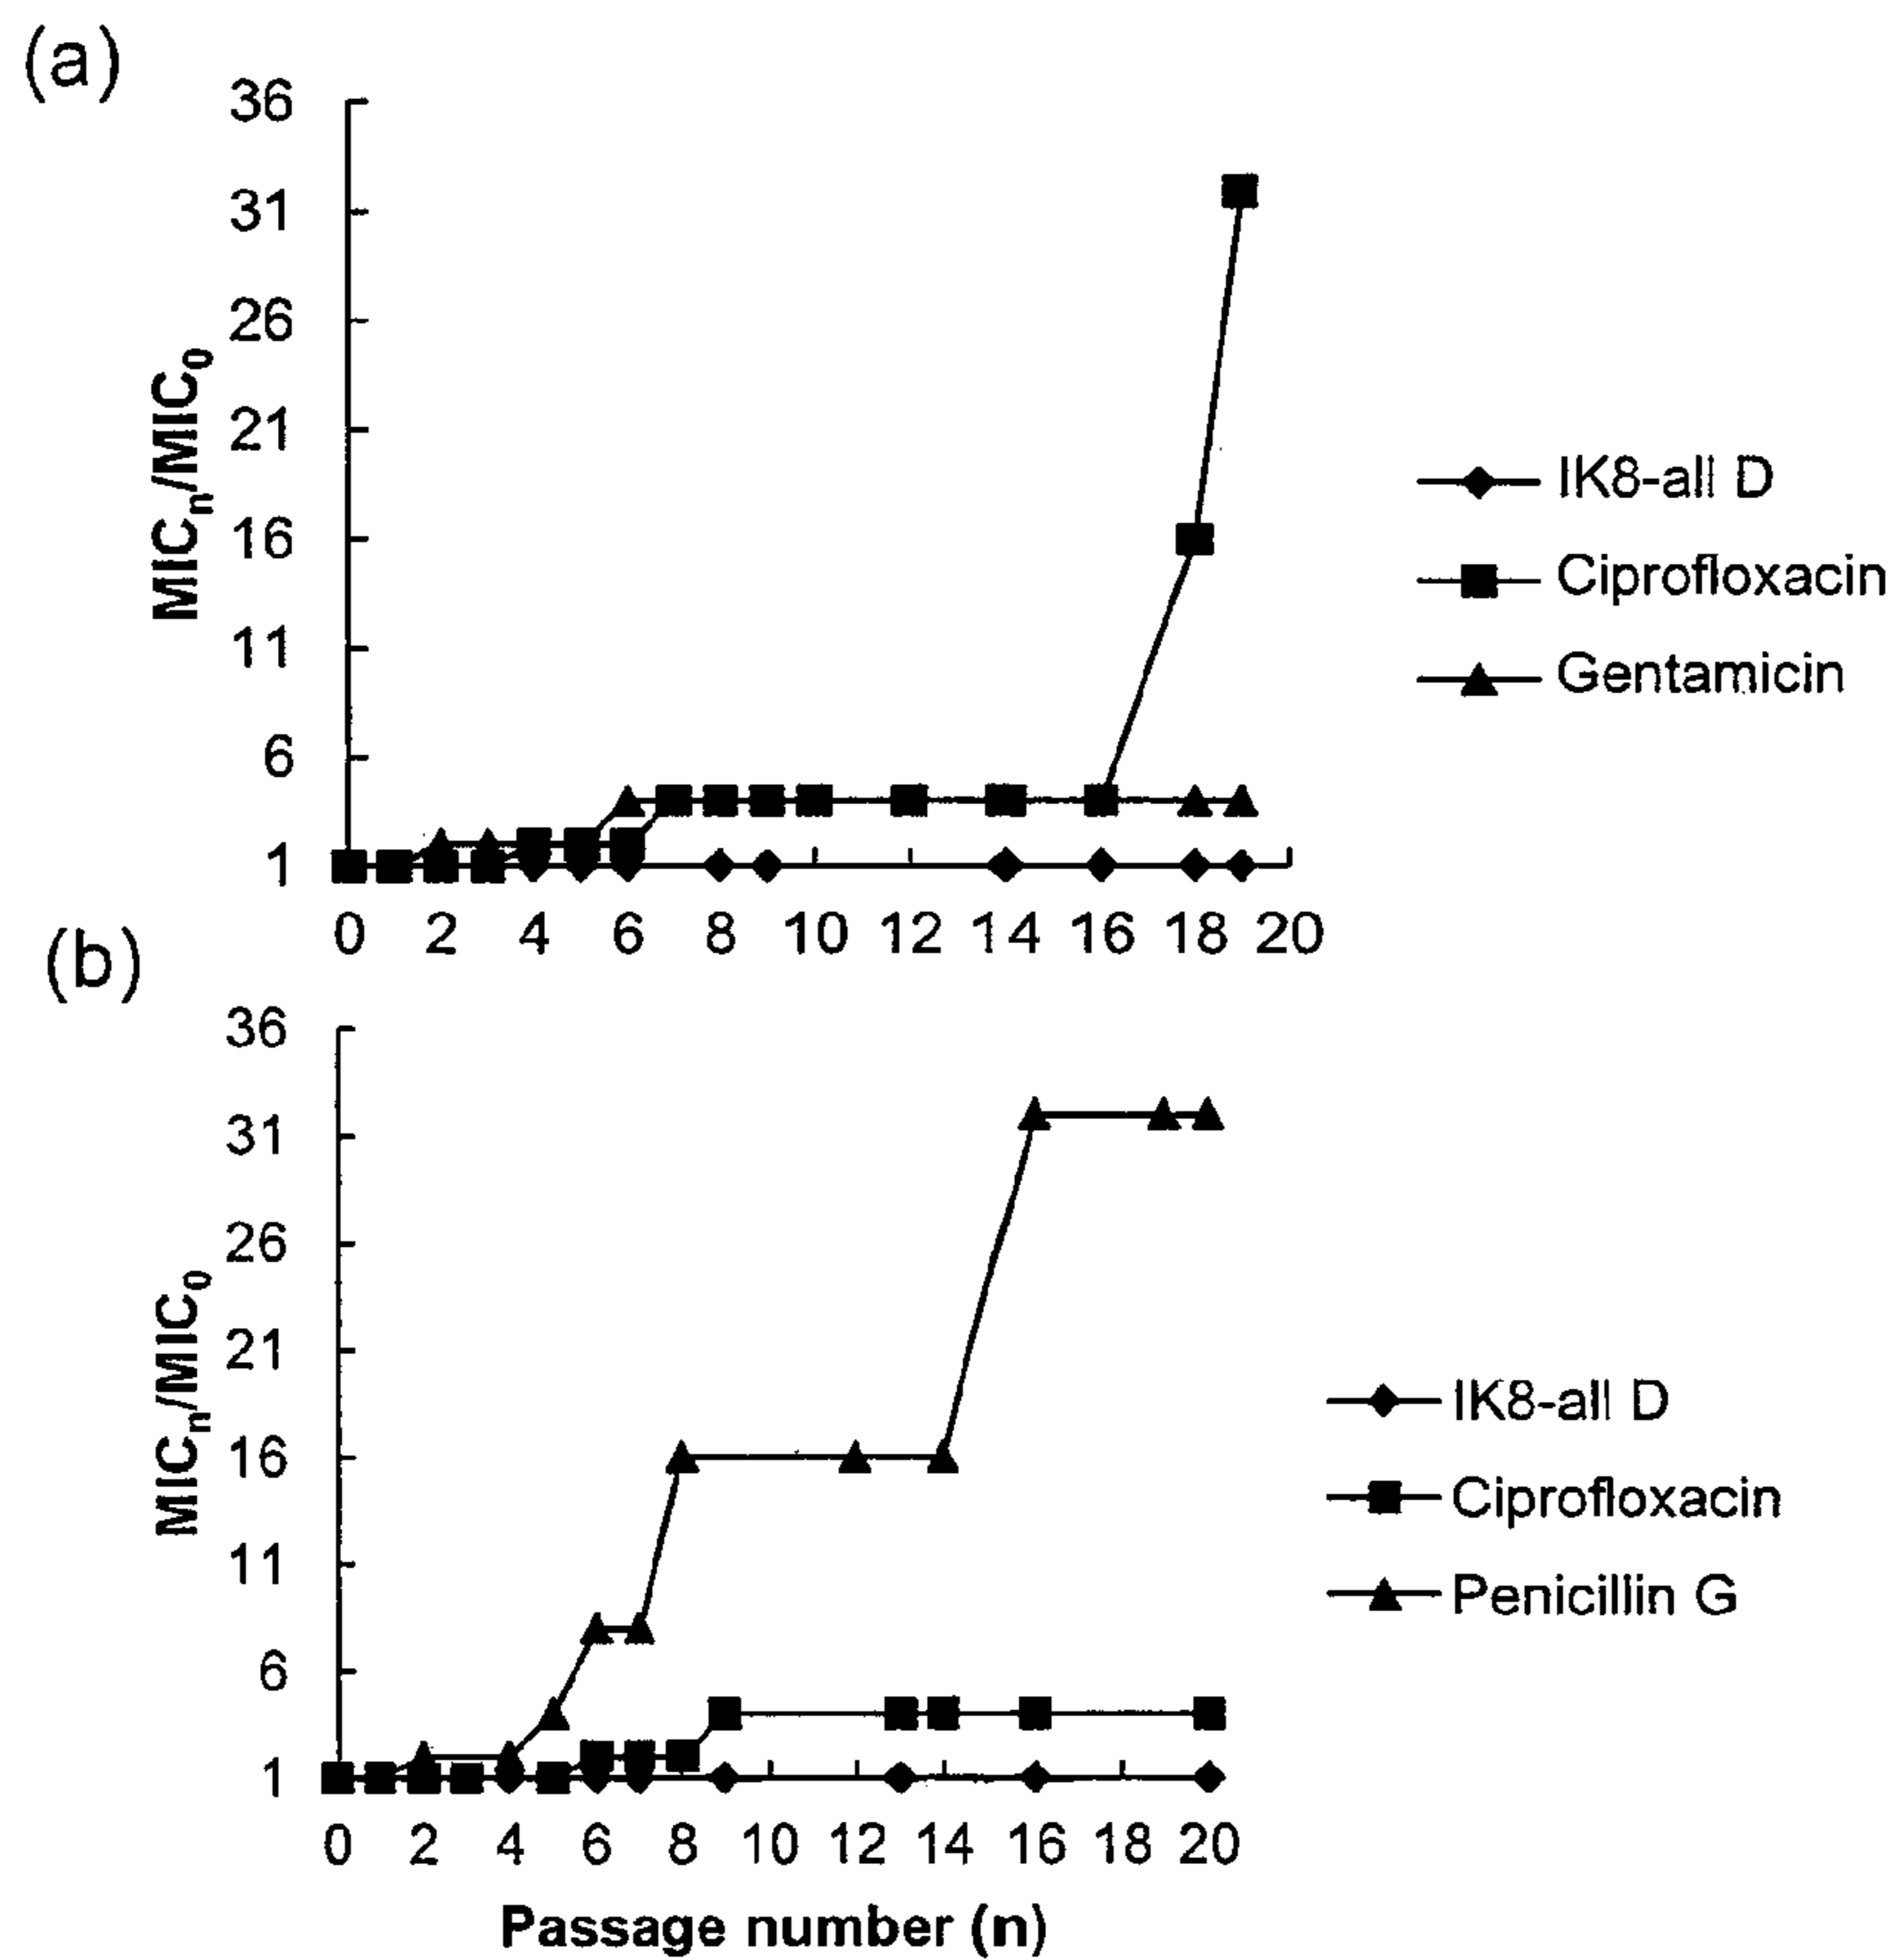 (a)
36
31
26
21
16
11
6
1
MICn/MIC0
0 2 4 6 8 10 12 14 16 18 20
IK8-all D
Ciprofloxacin
Gentamicin
(b)
36
31
26
21
16
11
6
1
MICn/MIC0
0 2 4 6 8 10 12 14 16 18 20
Passage number (n)
IK8-all D
Ciprofloxacin
Penicillin G